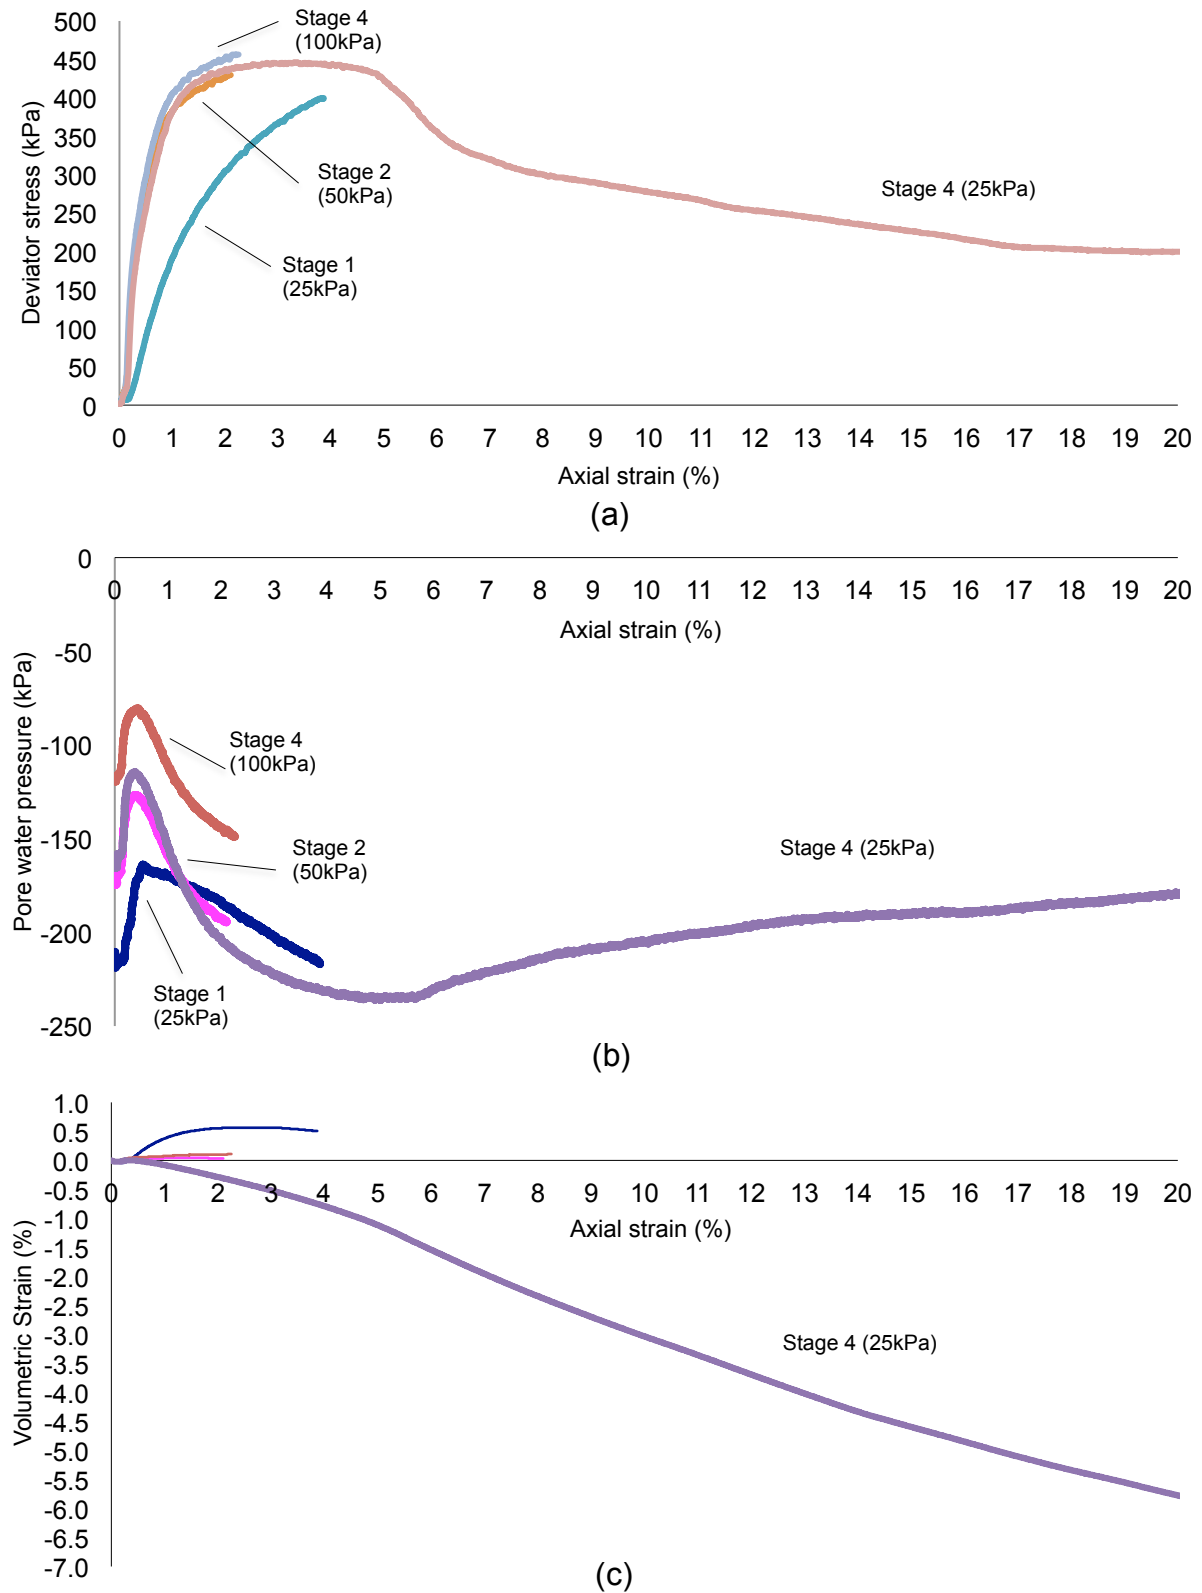 500
450
400
350
300
250
200
150
100
50
0
Deviator stress (kPa)
Stage 4
(100kPa)
Stage 2
(50kPa)
Stage 1
(25kPa)
Stage 4 (25kPa)
0 1 2 3 4 5 6 7 8 9 10 11 12 13 14 15 16 17 18 19 20
Axial strain (%)
(a)
0
-50
-100
-150
-200
-250
Pore water pressure (kPa)
0 1 2 3 4 5 6 7 8 9 10 11 12 13 14 15 16 17 18 19 20
Axial strain (%)
Stage 4
(100kPa)
Stage 2
(50kPa)
Stage 4 (25kPa)
Stage 1
(25kPa)
(b)
1.0
0.5
0.0
-0.5
-1.0
-1.5
-2.0
-2.5
-3.0
-3.5
-4.0
-4.5
-5.0
-5.5
-6.0
-6.5
-7.0
Volumetric Strain (%)
0 1 2 3 4 5 6 7 8 9 10 11 12 13 14 15 16 17 18 19 20
Axial strain (%)
Stage 4 (25kPa)
(c)